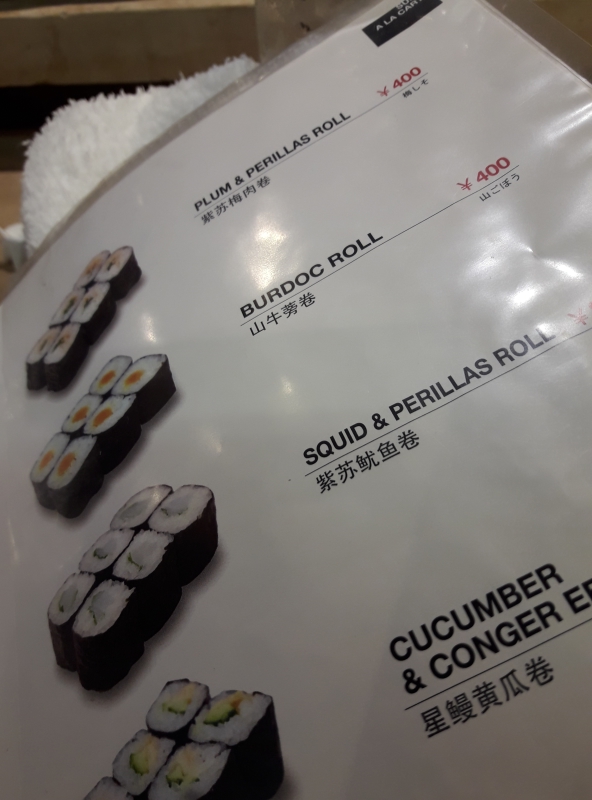 A LA CAR
PLUM & PERILLAS ROLL
¥400
紫苏梅肉卷
梅しそ
BURDOC ROLL
¥400
山牛蒡卷
山ごぼう
SQUID & PERILLAS ROLL
紫苏鱿鱼卷
CUCUMBER
& CONGER
星鳗黄瓜卷